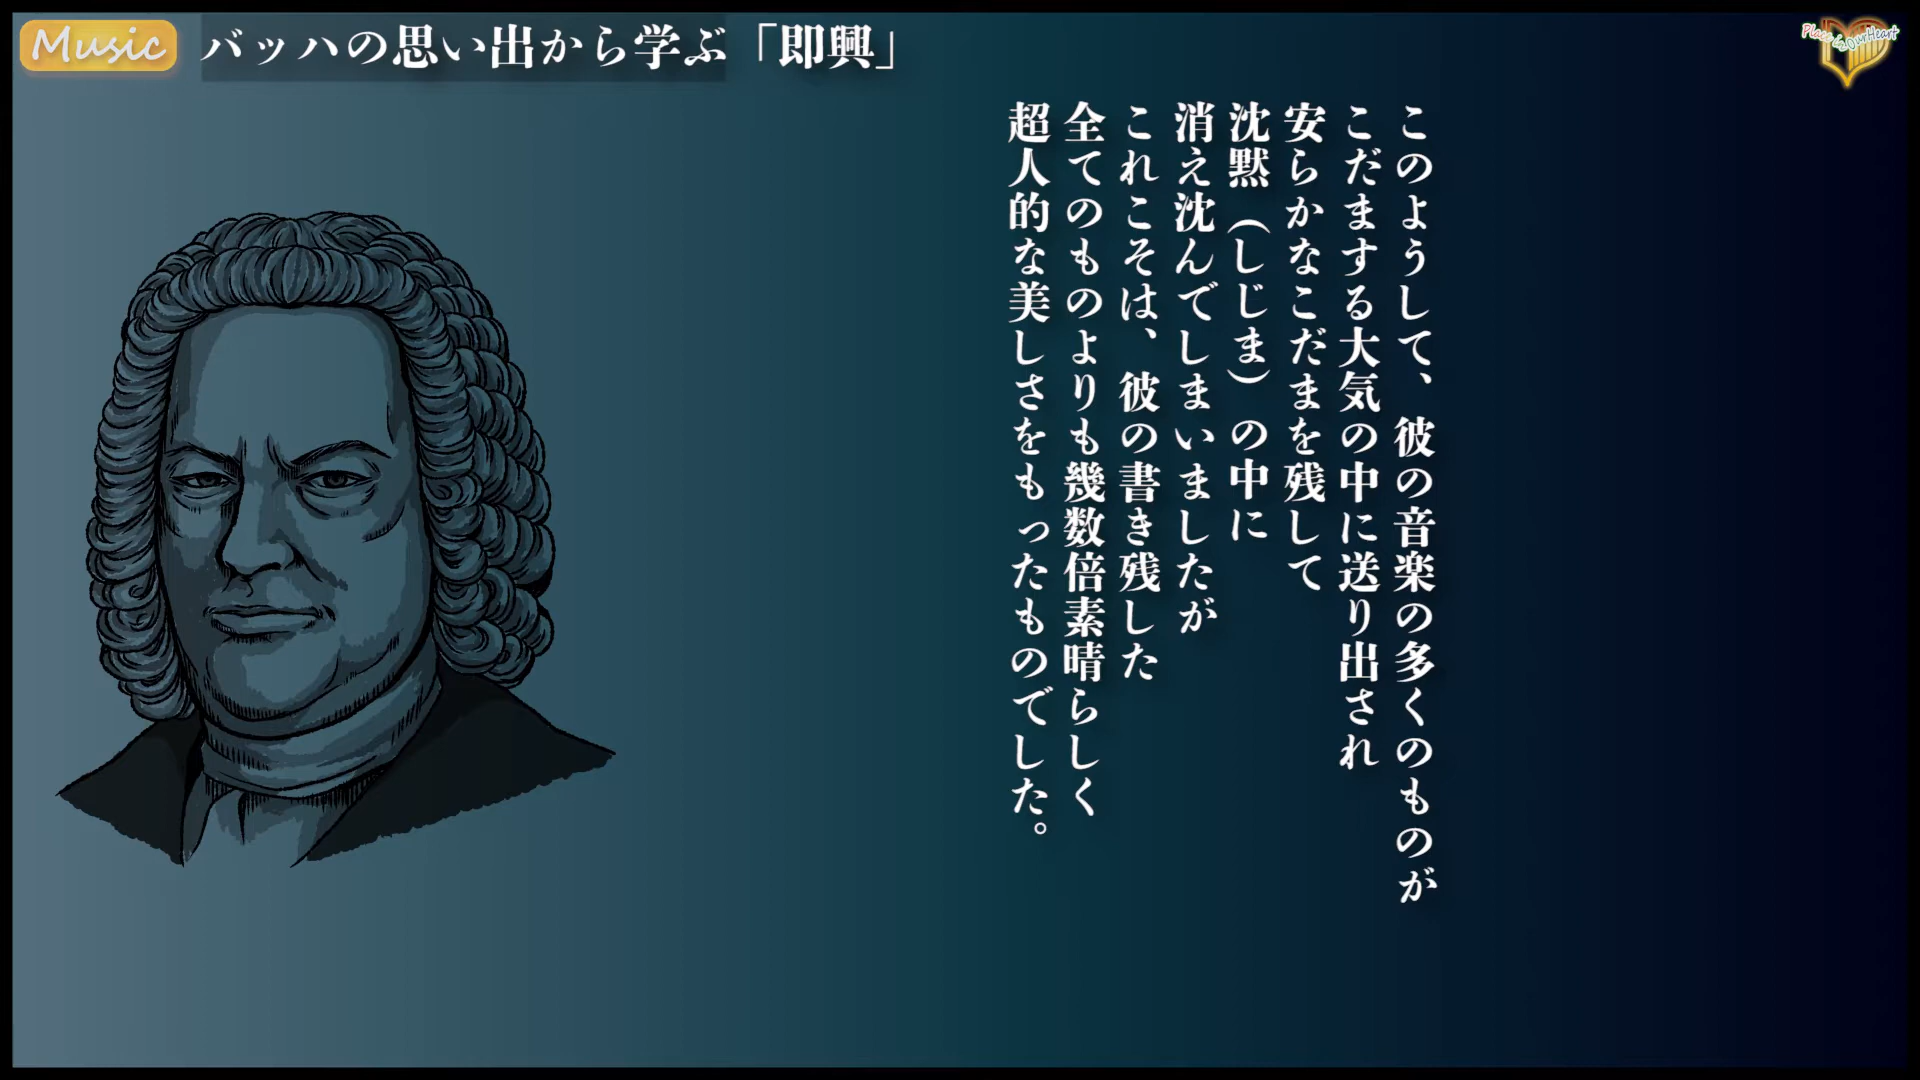 Music
バッハの思い出から学ぶ「即興」
Place in Our Heart
このようして、彼の音楽の多くのものが
こだまする大気の中に送り出され
安らかなこだまを残して
沈黙（しじま）の中に
消え沈んでしまいましたが
これこそは、彼の書き残した
全てのものよりも幾数倍素晴らしく
超人的な美しさをもったものでした。